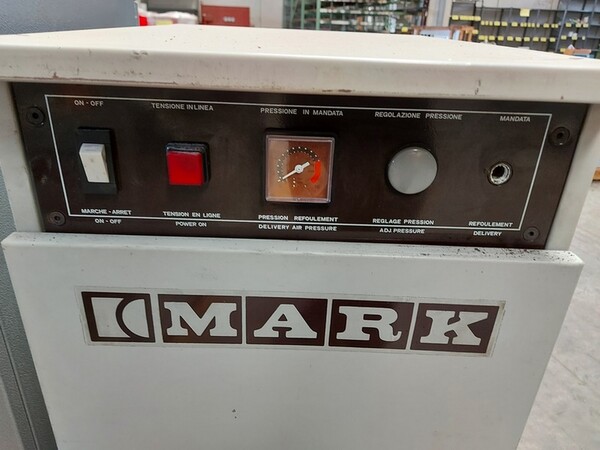 ON - OFF
TENSIONE IN LINEA
PRESSIONE IN MANDATA
REGOLAZIONE PRESSIONE
MANDATA
MARCHE - ARRET
ON - OFF
TENSION EN LIGNE
POWER ON
PRESSION REFOULEMENT
DELIVERY AIR PRESSURE
REGLAGE PRESSION
ADJ PRESSURE
REFOULEMENT
DELIVERY
MARK